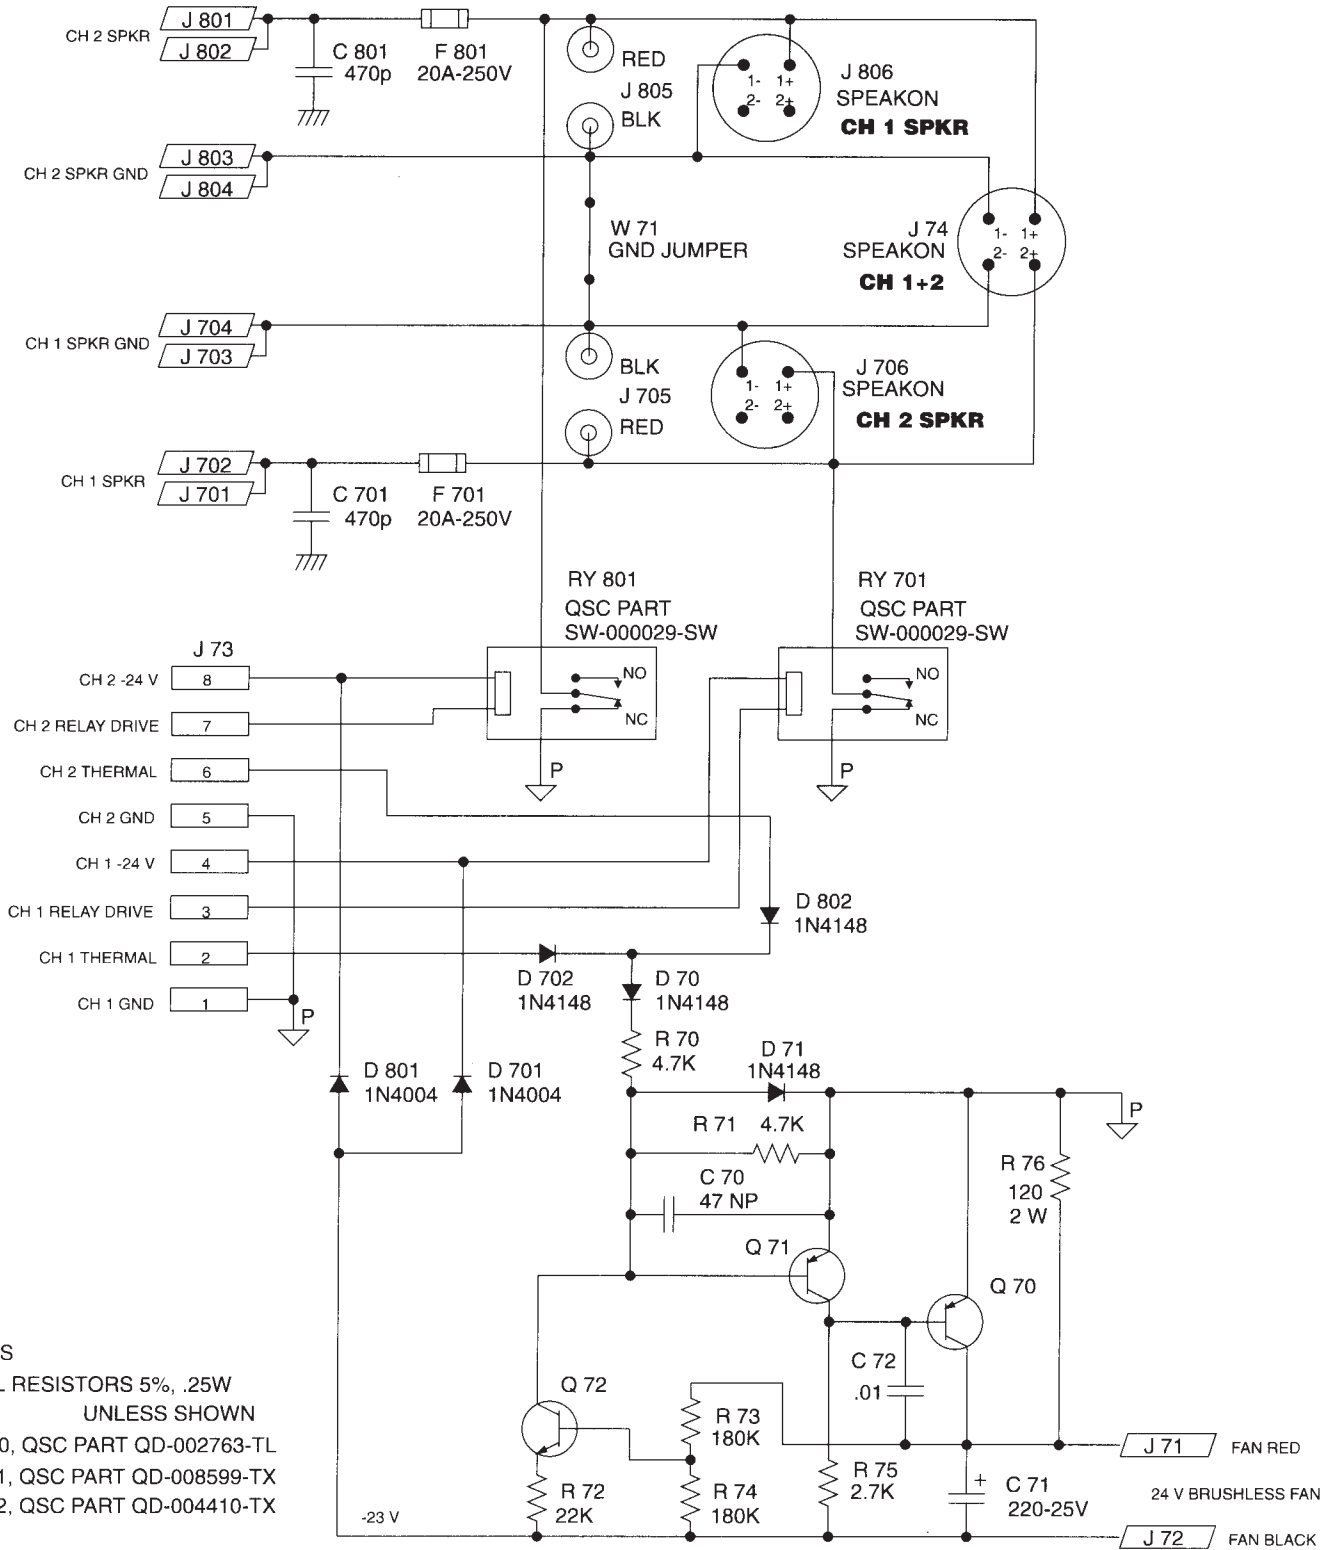 J 801
CH 2 SPKR
J 802
C 801
470p
F 801
20A-250V
RED
J 805
BLK
1- 1+
2- 2+
J 806
SPEAKON
CH 1 SPKR
J 803
CH 2 SPKR GND
J 804
W 71
GND JUMPER
J 74
SPEAKON
CH 1+2
1- 1+
2- 2+
J 704
CH 1 SPKR GND
J 703
BLK
J 705
RED
1- 1+
2- 2+
J 706
SPEAKON
CH 2 SPKR
J 702
CH 1 SPKR
J 701
C 701
470p
F 701
20A-250V
RY 801
QSC PART
SW-000029-SW
RY 701
QSC PART
SW-000029-SW
J 73
NO
NC
NO
NC
P
P
CH 2 -24 V 8
CH 2 RELAY DRIVE 7
CH 2 THERMAL 6
CH 2 GND 5
CH 1 -24 V 4
CH 1 RELAY DRIVE 3
CH 1 THERMAL 2
CH 1 GND 1
P
D 802
1N4148
D 702
1N4148
D 70
1N4148
R 70
4.7K
D 71
1N4148
D 801
1N4004
D 701
1N4004
R 71 4.7K
C 70
47 NP
P
R 76
120
2 W
Q 71
Q 70
C 72
.01
Q 72
R 73
180K
R 72
22K
R 74
180K
R 75
2.7K
+
C 71
220-25V
J 71 FAN RED
24 V BRUSHLESS FAN
J 72 FAN BLACK
-23 V
S
L RESISTORS 5%, .25W
UNLESS SHOWN
0, QSC PART QD-002763-TL
1, QSC PART QD-008599-TX
2, QSC PART QD-004410-TX